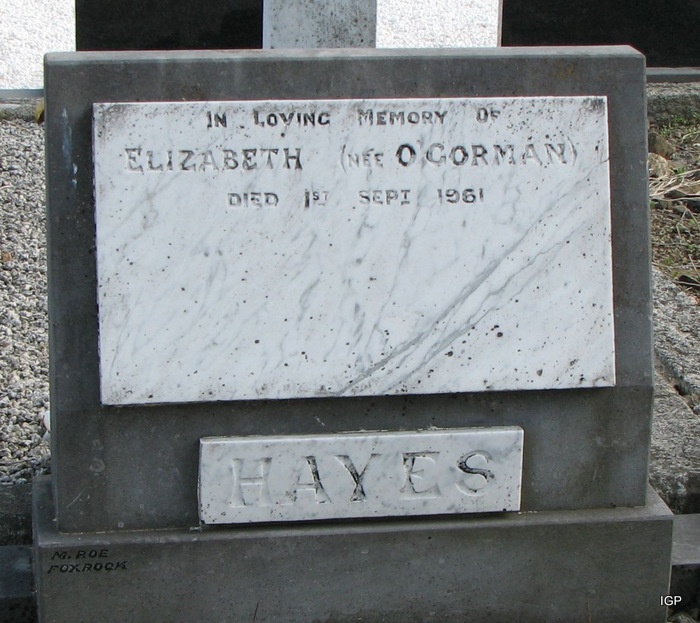 IN LOVING MEMORY OF
ELIZABETH (NÉE O'GORMAN)
DIED 1ST SEPT 1961
HAYES
M. ROE
FOXROCK
IGP